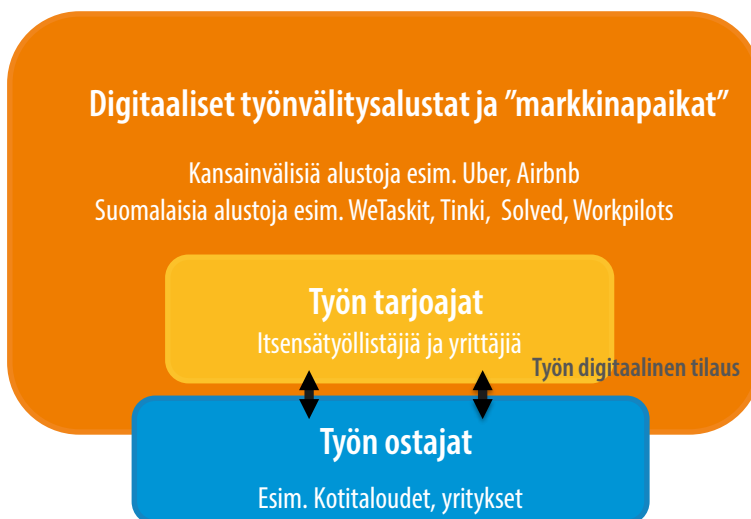 Digitaaliset työnvälitysalustat ja ”markkinapaikat”
Kansainvälisiä alustoja esim. Uber, Airbnb
Suomalaisia alustoja esim. WeTaskit, Tinki, Solved, Workpilots
Työn tarjoajat
Itsensätyöllistäjiä ja yrittäjiä
Työn digitaalinen tilaus
Työn ostajat
Esim. Kotitaloudet, yritykset